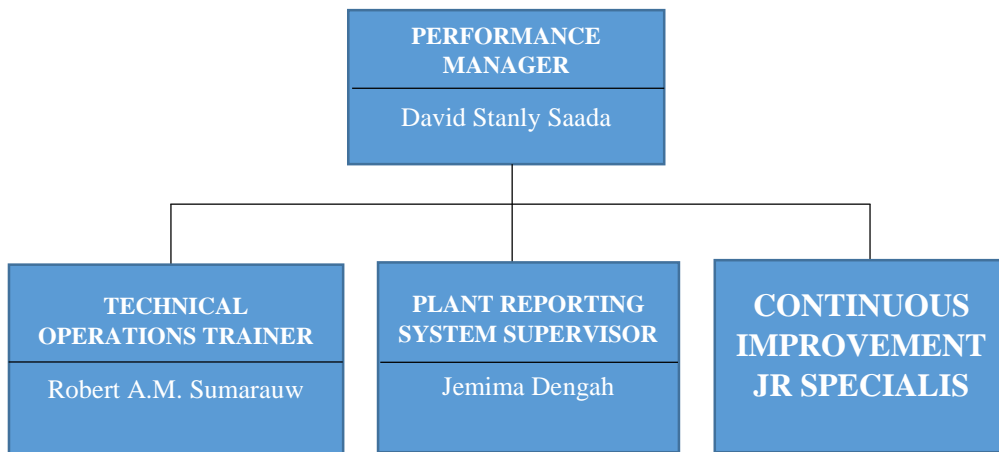 PERFORMANCE
MANAGER
David Stanly Saada
TECHNICAL
OPERATIONS TRAINER
Robert A.M. Sumarauw
PLANT REPORTING
SYSTEM SUPERVISOR
Jemima Dengah
CONTINUOUS
IMPROVEMENT
JR SPECIALIS